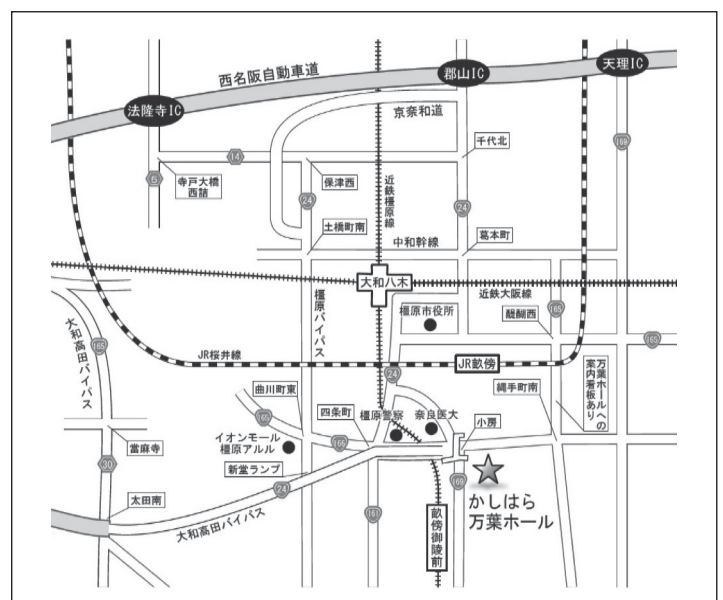 西名阪自動車道
法隆寺IC
郡山IC
天理IC
京奈和道
千代北
169
14
5
寺戸大橋
西詰
保津西
近鉄橿原線
24
24
土橋町南
中和幹線
葛本町
大和八木
近鉄大阪線
橿原バイパス
橿原市役所
醍醐西
165
165
大和高田バイパス
165
JR桜井線
JR畝傍
24
万葉ホールへの
案内看板あり
曲川町東
縄手町南
四条町
橿原警察
奈良医大
小房
166
イオンモール
橿原アルル
當麻寺
30
新堂ランプ
24
太田南
大和高田バイパス
169
かしはら
万葉ホール
畝傍御陵前